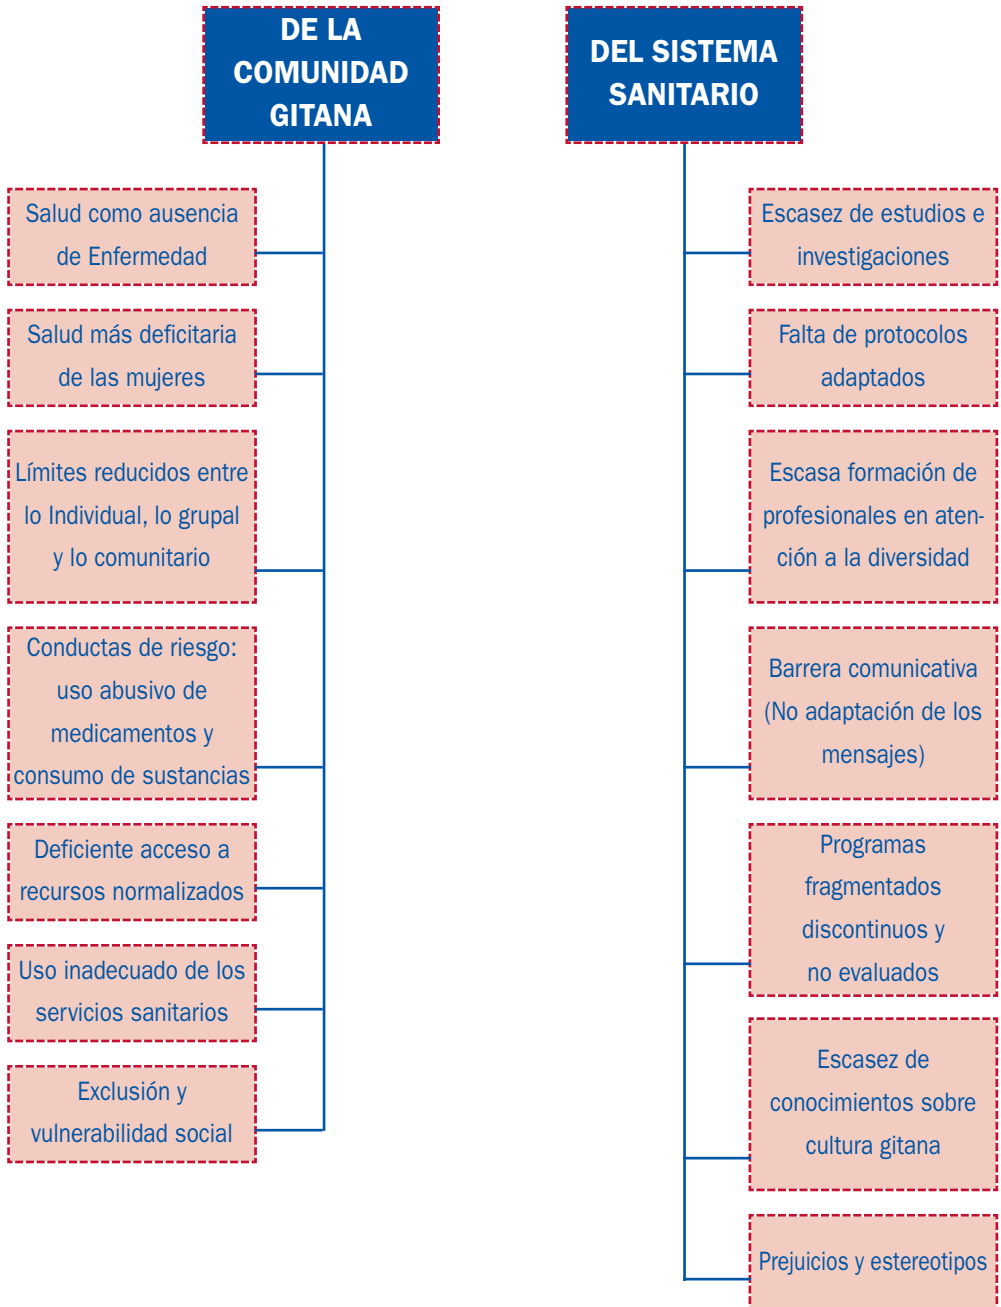 DE LA
COMUNIDAD
GITANA
Salud como ausencia
de Enfermedad
Salud más deficitaria
de las mujeres
Límites reducidos entre
lo Individual, lo grupal
y lo comunitario
Conductas de riesgo:
uso abusivo de
medicamentos y
consumo de sustancias
Deficiente acceso a
recursos normalizados
Uso inadecuado de los
servicios sanitarios
Exclusión y
vulnerabilidad social
DEL SISTEMA
SANITARIO
Escasez de estudios e
investigaciones
Falta de protocolos
adaptados
Escasa formación de
profesionales en aten-
ción a la diversidad
Barrera comunicativa
(No adaptación de los
mensajes)
Programas
fragmentados
discontinuos y
no evaluados
Escasez de
conocimientos sobre
cultura gitana
Prejuicios y estereotipos